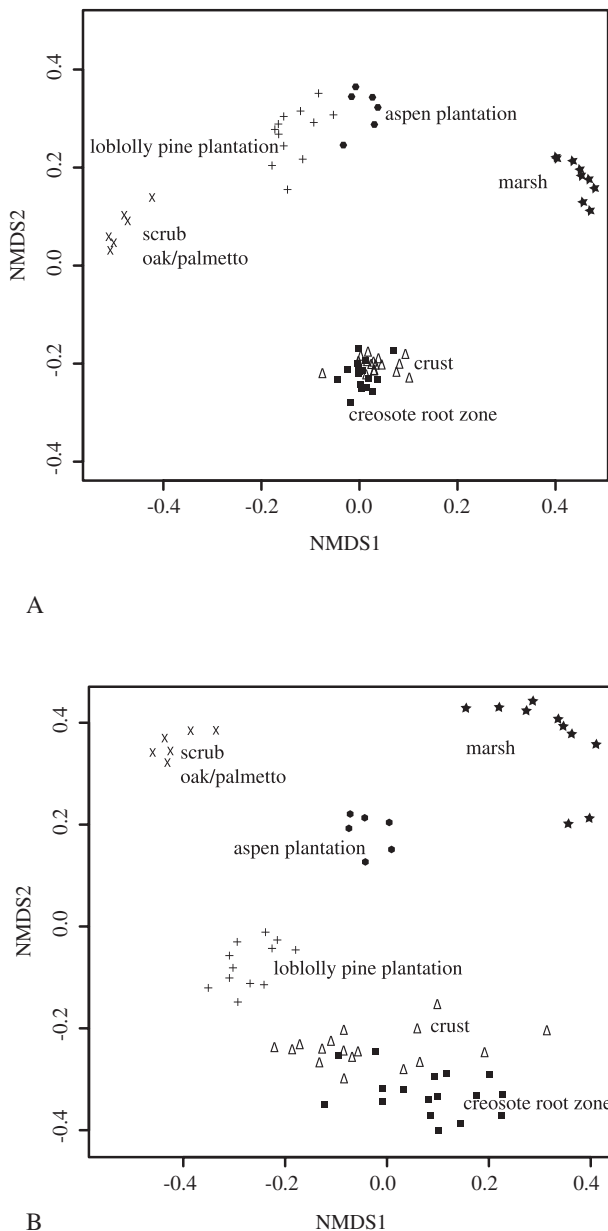 0.4
0.2
0.0
-0.2
-0.4
NMDS2
aspen plantation
loblolly pine plantation
marsh
scrub
oak/palmetto
crust
creosote root zone
-0.4 -0.2 0.0 0.2 0.4
NMDS1
A
0.4
0.2
0.0
-0.2
-0.4
NMDS2
scrub
oak/palmetto
marsh
aspen plantation
loblolly pine plantation
crust
creosote root zone
-0.4 -0.2 0.0 0.2 0.4
NMDS1
B